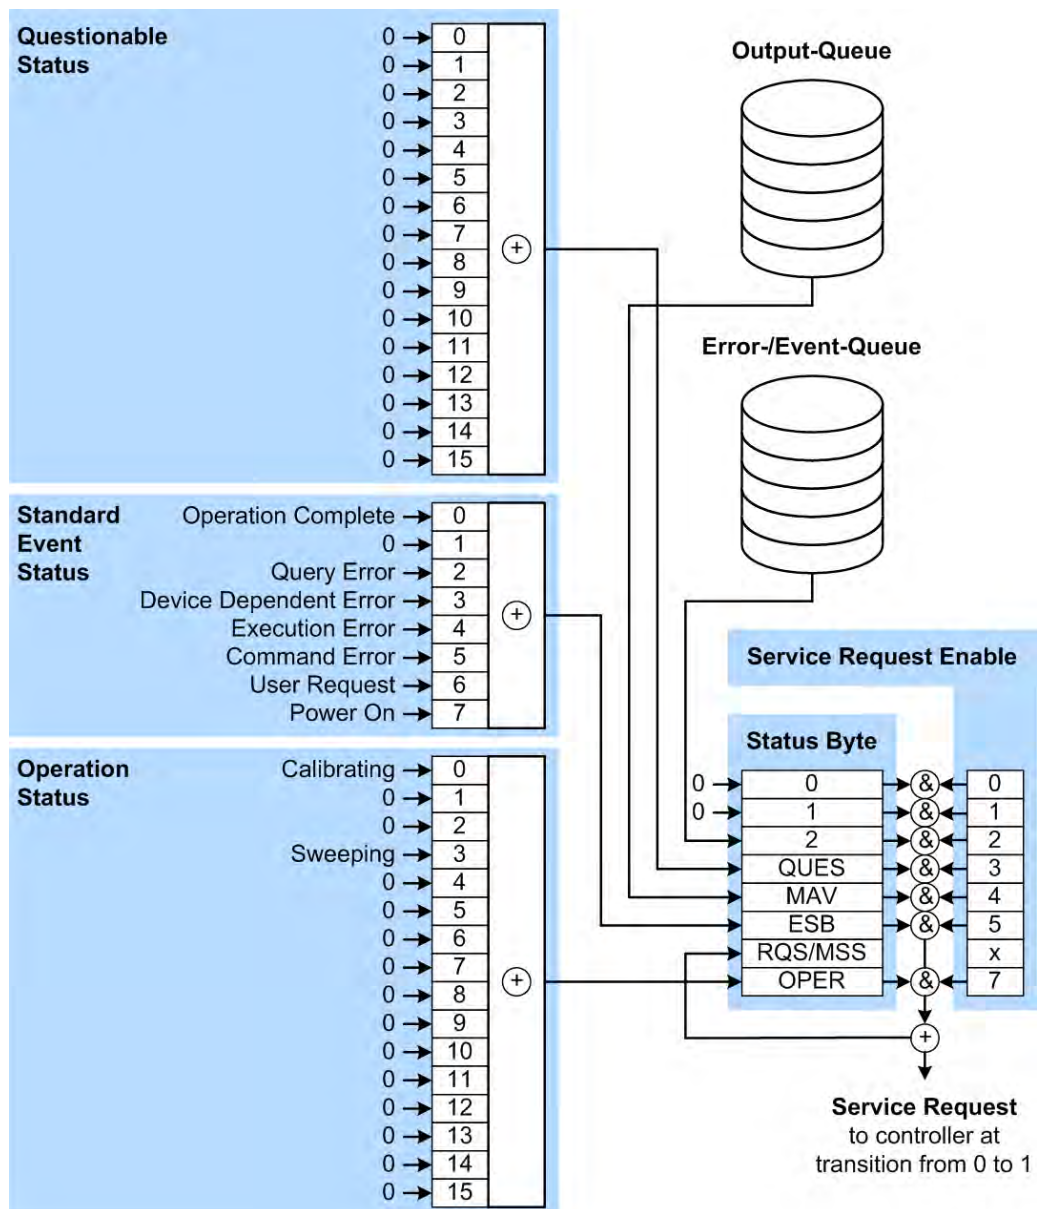 Questionable
Status
0 0
0 1
0 2
0 3
0 4
0 5
0 6
0 7
0 8
0 9
0 10
0 11
0 12
0 13
0 14
0 15
+
Output-Queue
Error-/Event-Queue
Standard
Event
Status
Operation Complete 0
0 1
Query Error 2
Device Dependent Error 3
Execution Error 4
Command Error 5
User Request 6
Power On 7
+
Operation
Status
Calibrating 0
0 1
0 2
Sweeping 3
0 4
0 5
0 6
0 7
0 8
0 9
0 10
0 11
0 12
0 13
0 14
0 15
+
Service Request Enable
Status Byte
0 0 & 0
0 1 & 1
2 & 2
QUES & 3
MAV & 4
ESB & 5
RQS/MSS x
OPER & 7
+
Service Request
to controller at
transition from 0 to 1